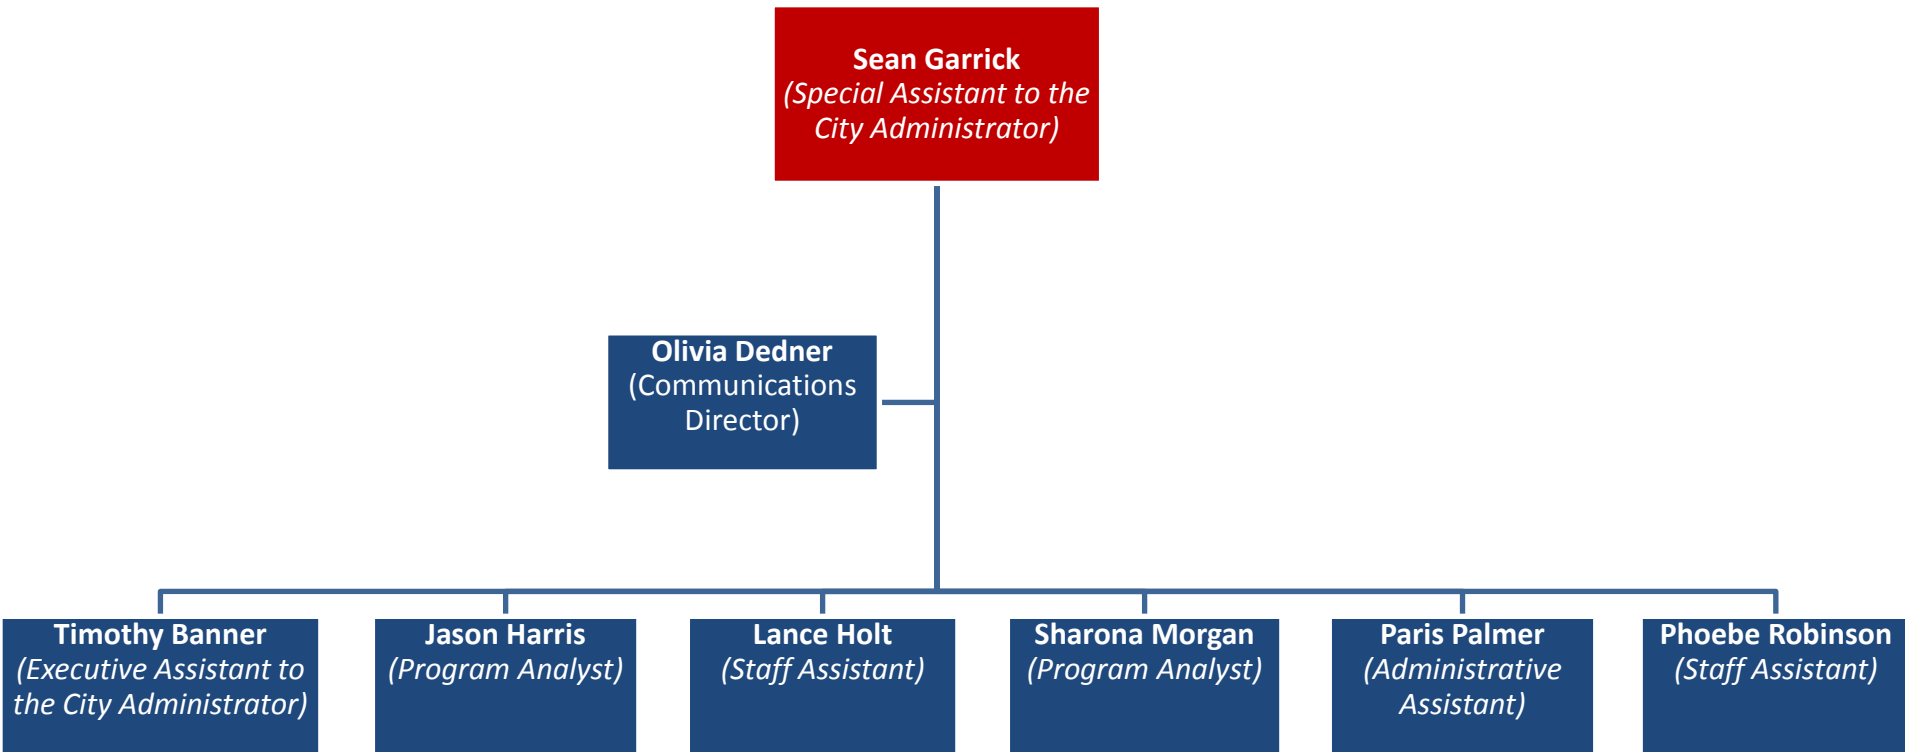 Sean Garrick
(Special Assistant to the
City Administrator)
Olivia Dedner
(Communications
Director)
Timothy Banner
(Executive Assistant to
the City Administrator)
Jason Harris
(Program Analyst)
Lance Holt
(Staff Assistant)
Sharona Morgan
(Program Analyst)
Paris Palmer
(Administrative
Assistant)
Phoebe Robinson
(Staff Assistant)